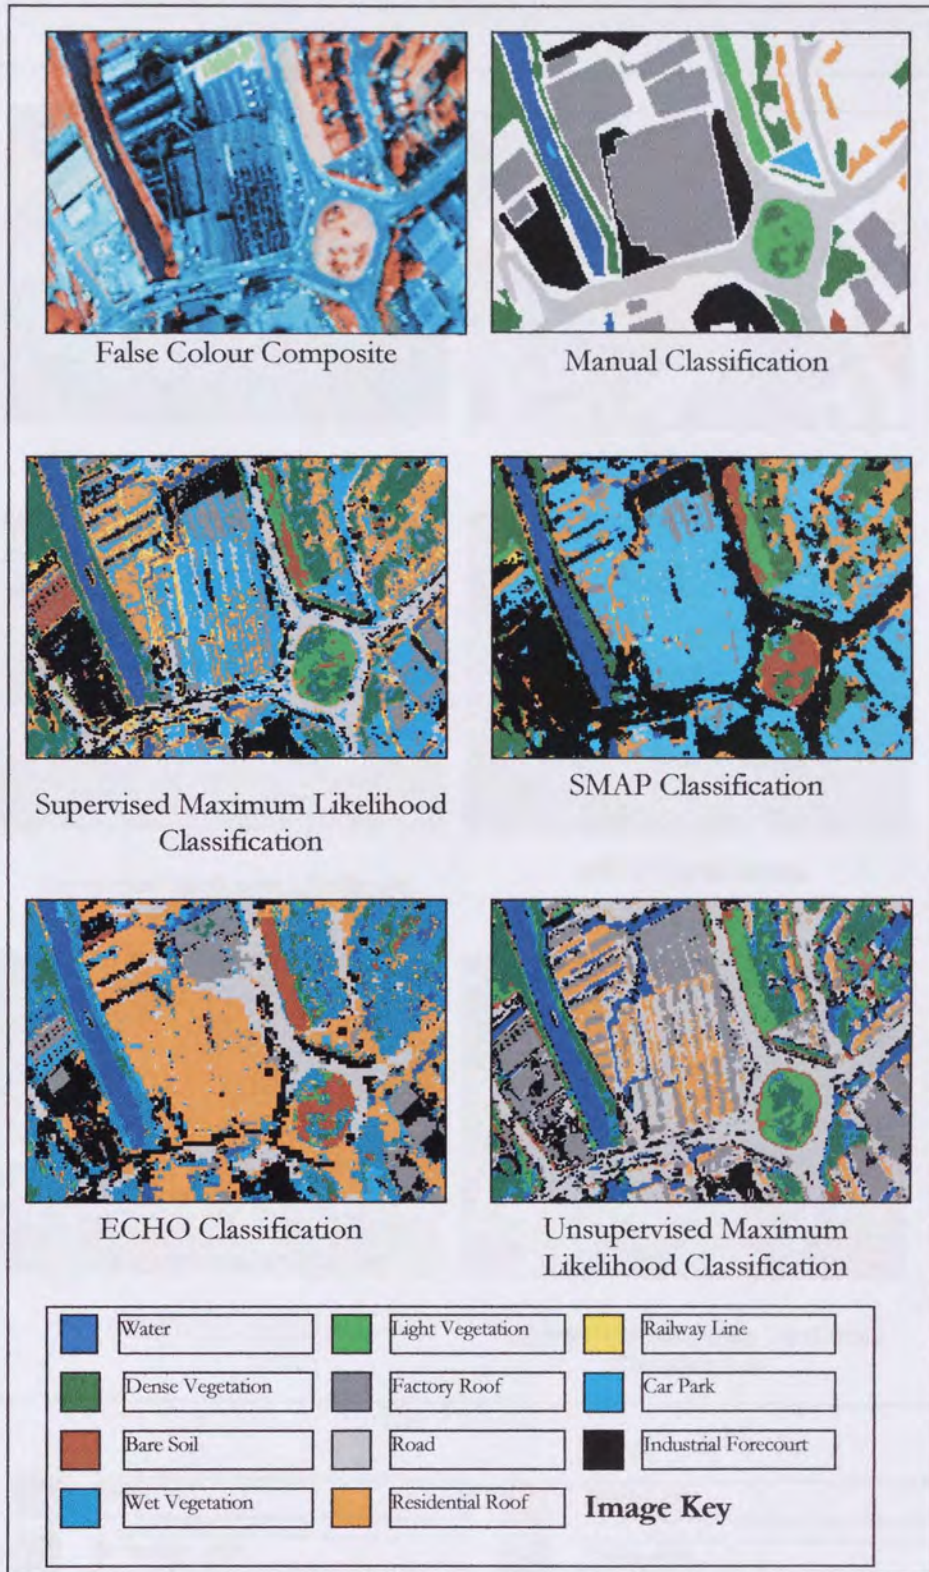 False Colour Composite
Manual Classification
Supervised Maximum Likelihood
Classification
SMAP Classification
ECHO Classification
Unsupervised Maximum
Likelihood Classification
Water
Light Vegetation
Railway Line
Dense Vegetation
Factory Roof
Car Park
Bare Soil
Road
Industrial Forecourt
Wet Vegetation
Residential Roof
Image Key